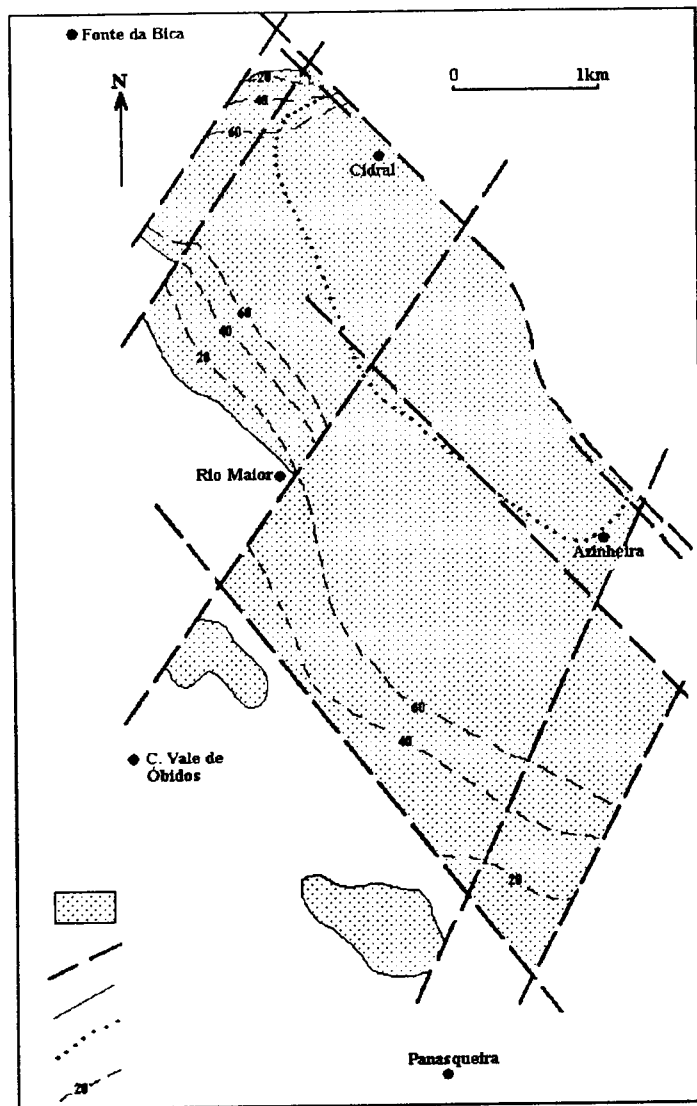 Fonte da Bica
0 1km
N
20
40
60
Cidral
60
40
20
Rio Maior
Azinheira
60
40
C. Vale de
Óbidos
20
20
Panasqueira